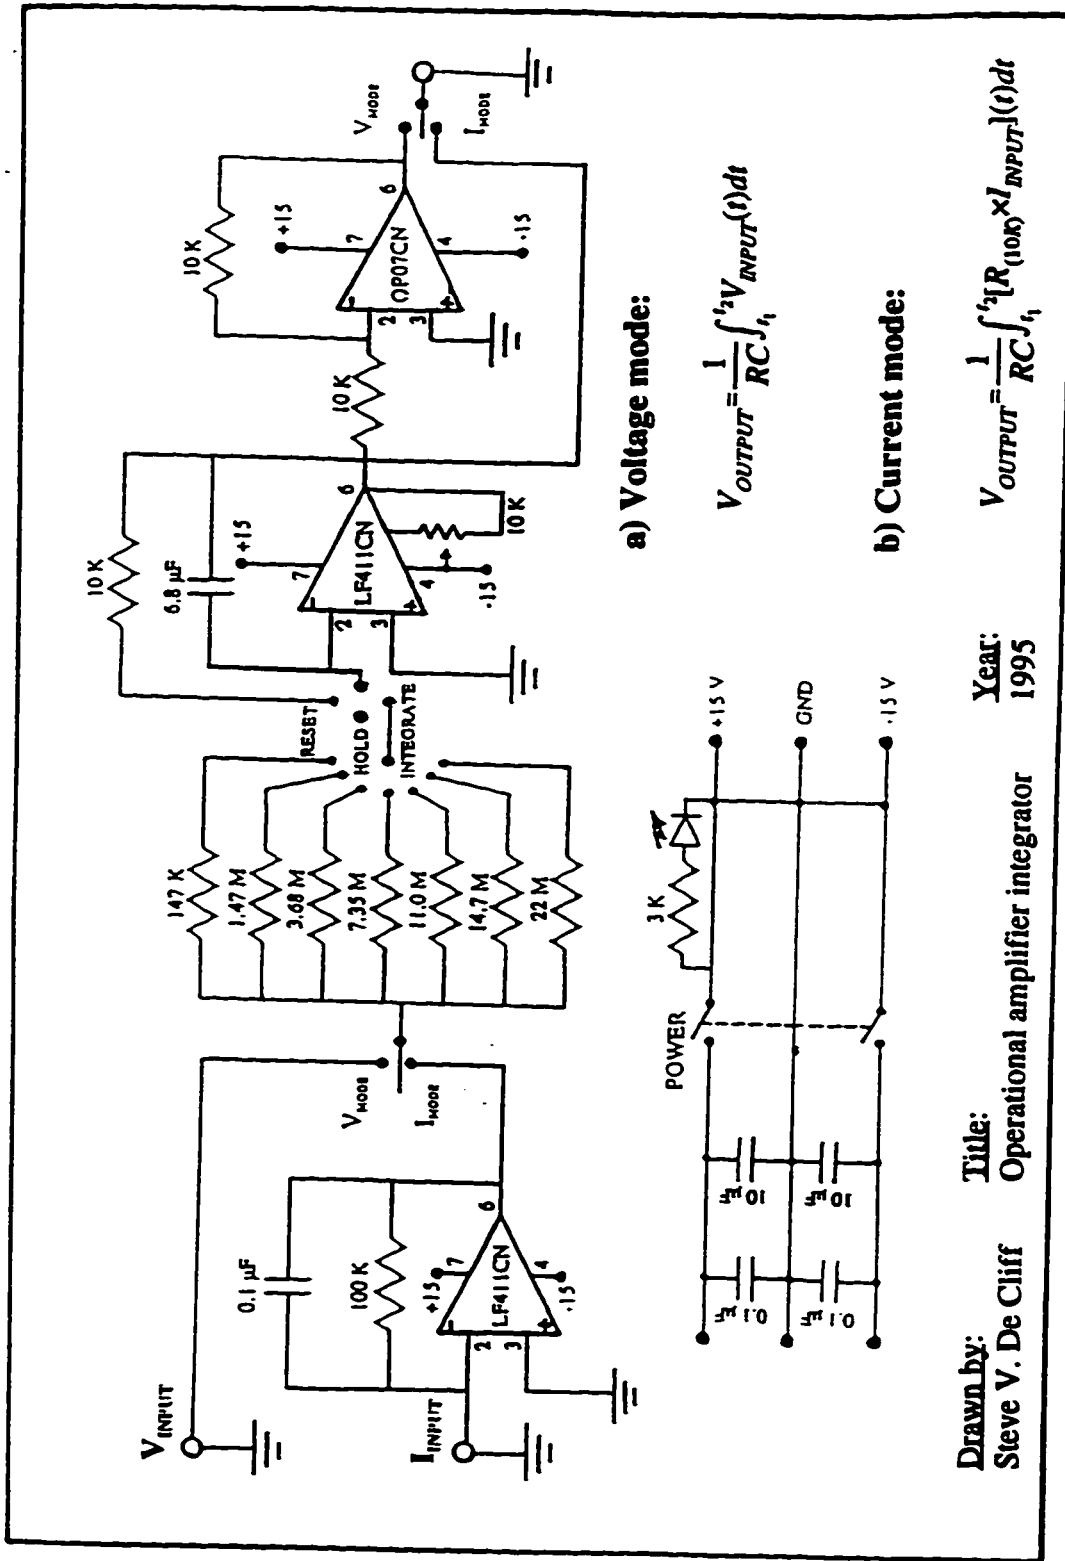 V_INPUT
I_INPUT
0.1 µF
100 K
+15
7
2
LF411CN
6
3
4
-15
V_MODE
I_MODE
147 K
1.47 M
3.68 M
7.35 M
11.0 M
14.7 M
22 M
RESET
HOLD
INTEGRATE
10 K
6.8 µF
+15
7
2
LF411CN
6
3
4
-15
10 K
10 K
10 K
+15
7
2
OP07CN
6
3
4
-15
V_MODE
I_MODE
a) Voltage mode:
V_OUTPUT = 1/RC ∫_{t₁}^{t₂} V_INPUT(t)dt
b) Current mode:
V_OUTPUT = 1/RC ∫_{t₁}^{t₂} [R_(10K) × I_INPUT](t)dt
POWER
3 K
+15 V
GND
-15 V
0.1 µF
10 µF
0.1 µF
10 µF
Drawn by:
Steve V. De Cliff
Title:
Operational amplifier integrator
Year:
1995